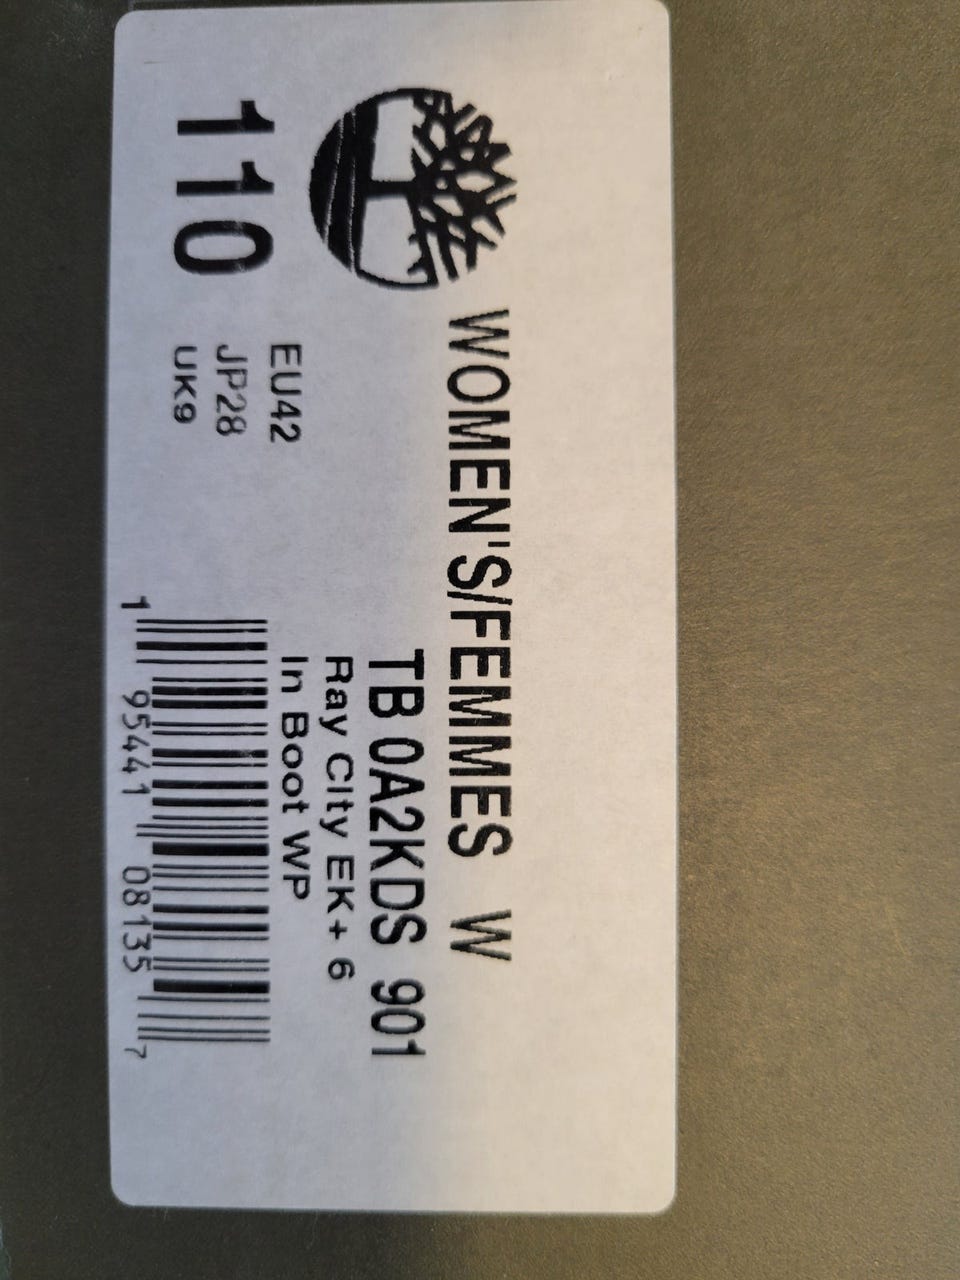 WOMEN'S/FEMMES W
TB 0A2KDS 901
Ray City EK+ 6
In Boot WP
110
EU42
JP28
UK9
1 95441 08135 7